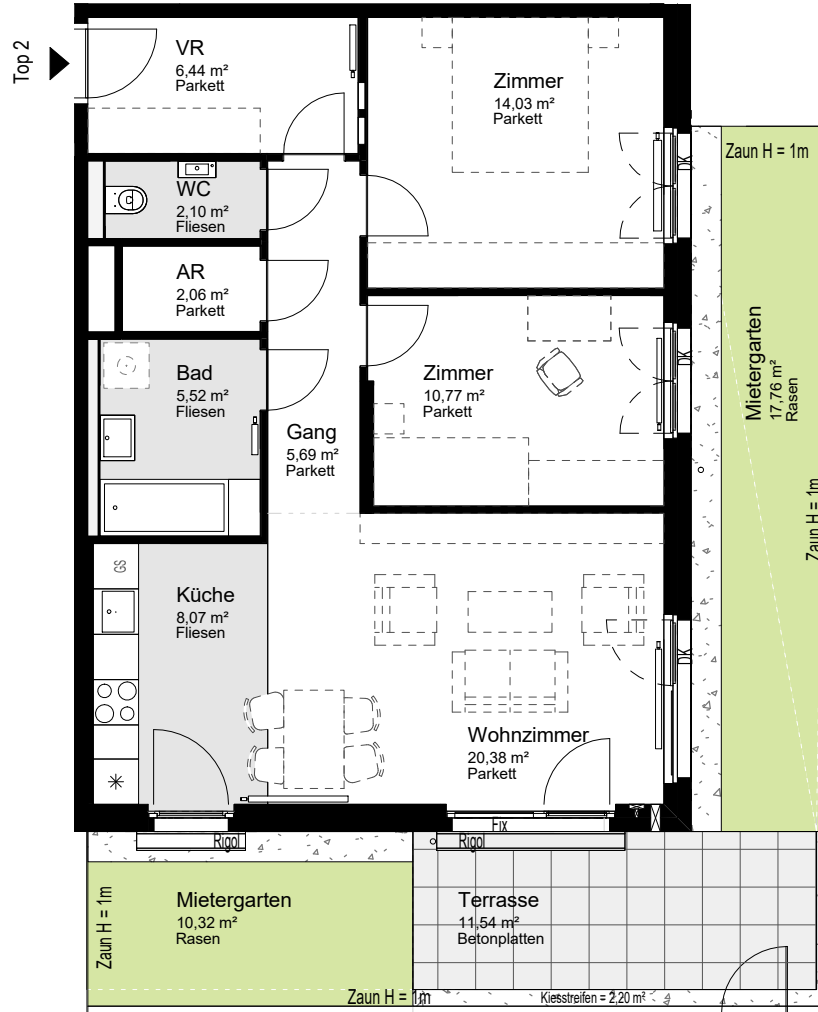 Top 2
VR
6,44 m²
Parkett
Zimmer
14,03 m²
Parkett
DK
Zaun H = 1m
WC
2,10 m²
Fliesen
AR
2,06 m²
Parkett
Bad
5,52 m²
Fliesen
Gang
5,69 m²
Parkett
Zimmer
10,77 m²
Parkett
DK
Mietergarten
17,76 m²
Rasen
Zaun H = 1m
GS
Küche
8,07 m²
Fliesen
DK
Wohnzimmer
20,38 m²
Parkett
FIX
Rigol
Rigol
Zaun H = 1m
Mietergarten
10,32 m²
Rasen
Terrasse
11,54 m²
Betonplatten
Zaun H = 1m
Kiesstreifen = 2,20 m²